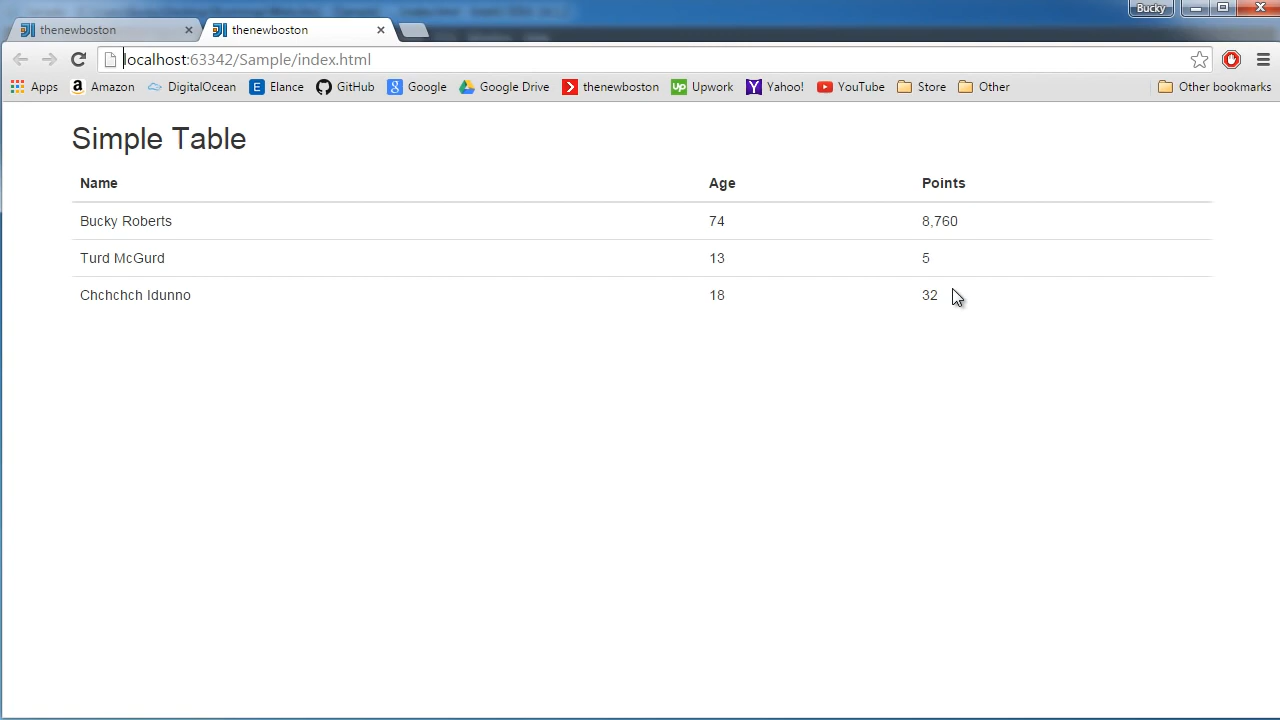 Bucky
thenewboston thenewboston
localhost:63342/Sample/index.html
Apps Amazon DigitalOcean Elance GitHub Google Google Drive thenewboston Upwork Yahoo! YouTube Store Other Other bookmarks
Simple Table
Name Age Points
Bucky Roberts 74 8,760
Turd McGurd 13 5
Chchchch Idunno 18 32